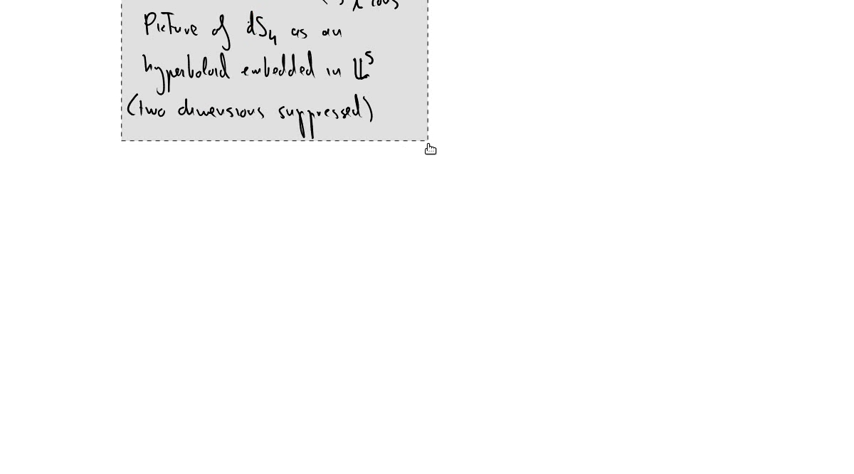 Picture of dS₄ as an
hyperboloid embedded in 𝕃⁵
(two dimensions suppressed)